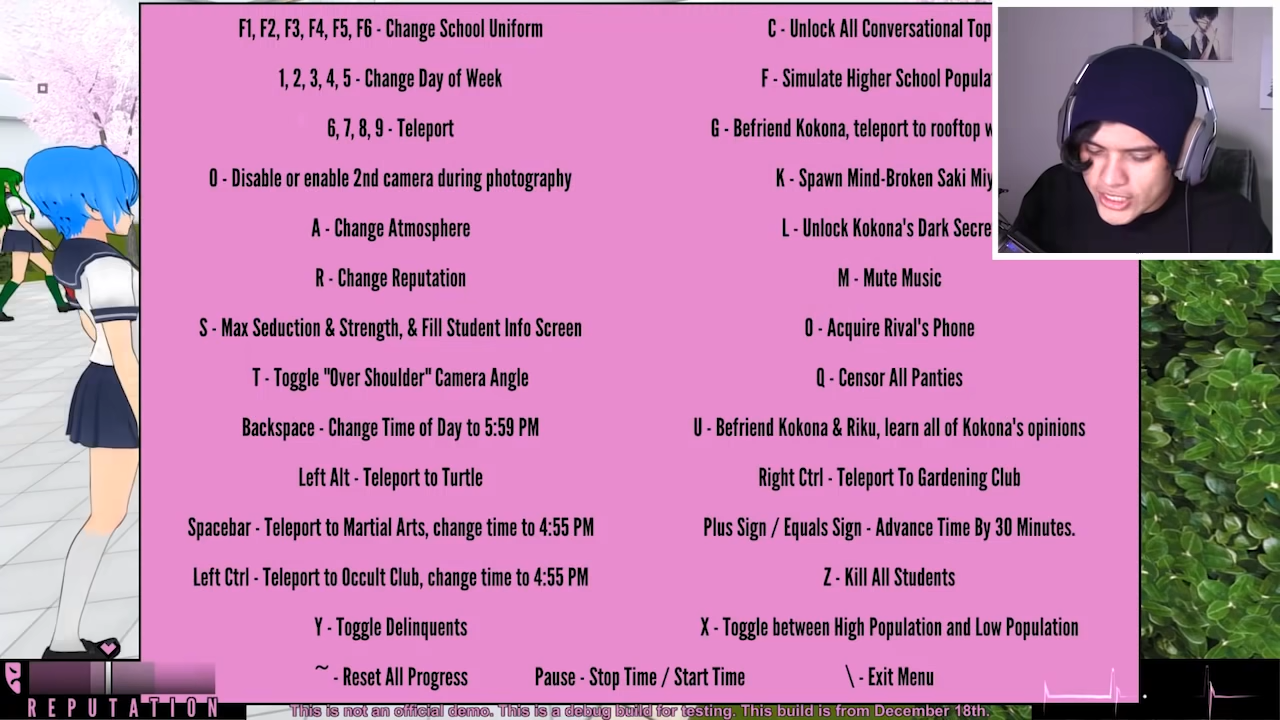 F1, F2, F3, F4, F5, F6 - Change School Uniform
1, 2, 3, 4, 5 - Change Day of Week
6, 7, 8, 9 - Teleport
0 - Disable or enable 2nd camera during photography
A - Change Atmosphere
R - Change Reputation
S - Max Seduction & Strength, & Fill Student Info Screen
T - Toggle "Over Shoulder" Camera Angle
Backspace - Change Time of Day to 5:59 PM
Left Alt - Teleport to Turtle
Spacebar - Teleport to Martial Arts, change time to 4:55 PM
Left Ctrl - Teleport to Occult Club, change time to 4:55 PM
Y - Toggle Delinquents
~ - Reset All Progress
C - Unlock All Conversational Top
F - Simulate Higher School Popula
G - Befriend Kokona, teleport to rooftop w
K - Spawn Mind-Broken Saki Miy
L - Unlock Kokona's Dark Secre
M - Mute Music
O - Acquire Rival's Phone
Q - Censor All Panties
U - Befriend Kokona & Riku, learn all of Kokona's opinions
Right Ctrl - Teleport To Gardening Club
Plus Sign / Equals Sign - Advance Time By 30 Minutes.
Z - Kill All Students
X - Toggle between High Population and Low Population
Pause - Stop Time / Start Time
\ - Exit Menu
REPUTATION
This is not an official demo. This is a debug build for testing. This build is from December 18th.